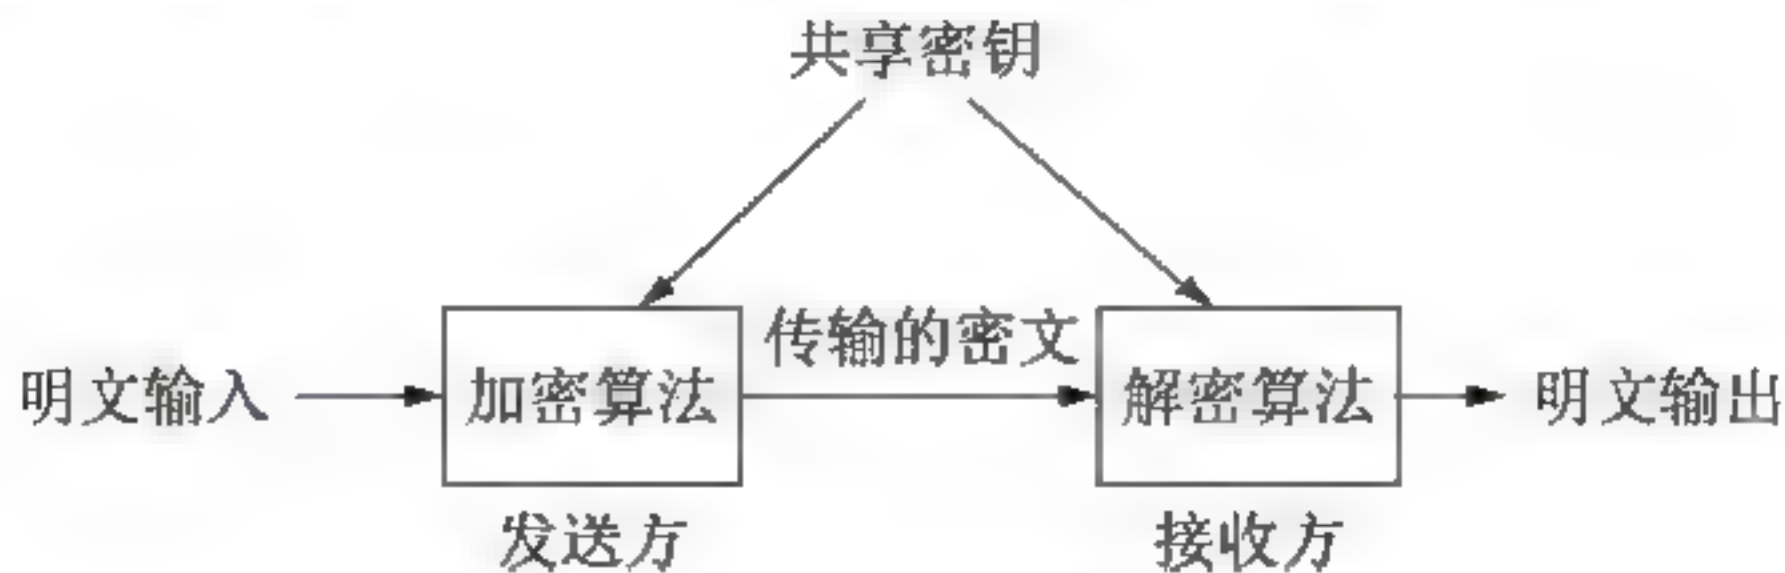 共享密钥
传输的密文
明文输入
加密算法
解密算法
明文输出
发送方
接收方